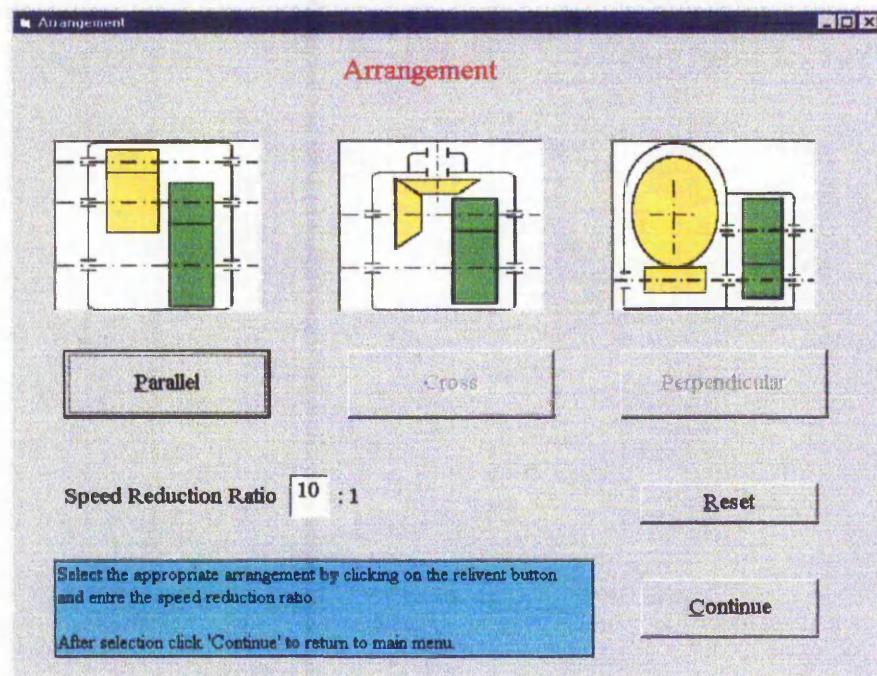 Arrangement
Arrangement
Parallel
Cross
Perpendicular
Speed Reduction Ratio 10 : 1
Reset
Select the appropriate arrangement by clicking on the relivent button
and entre the speed reduction ratio.
After selection click 'Continue' to return to main menu.
Continue